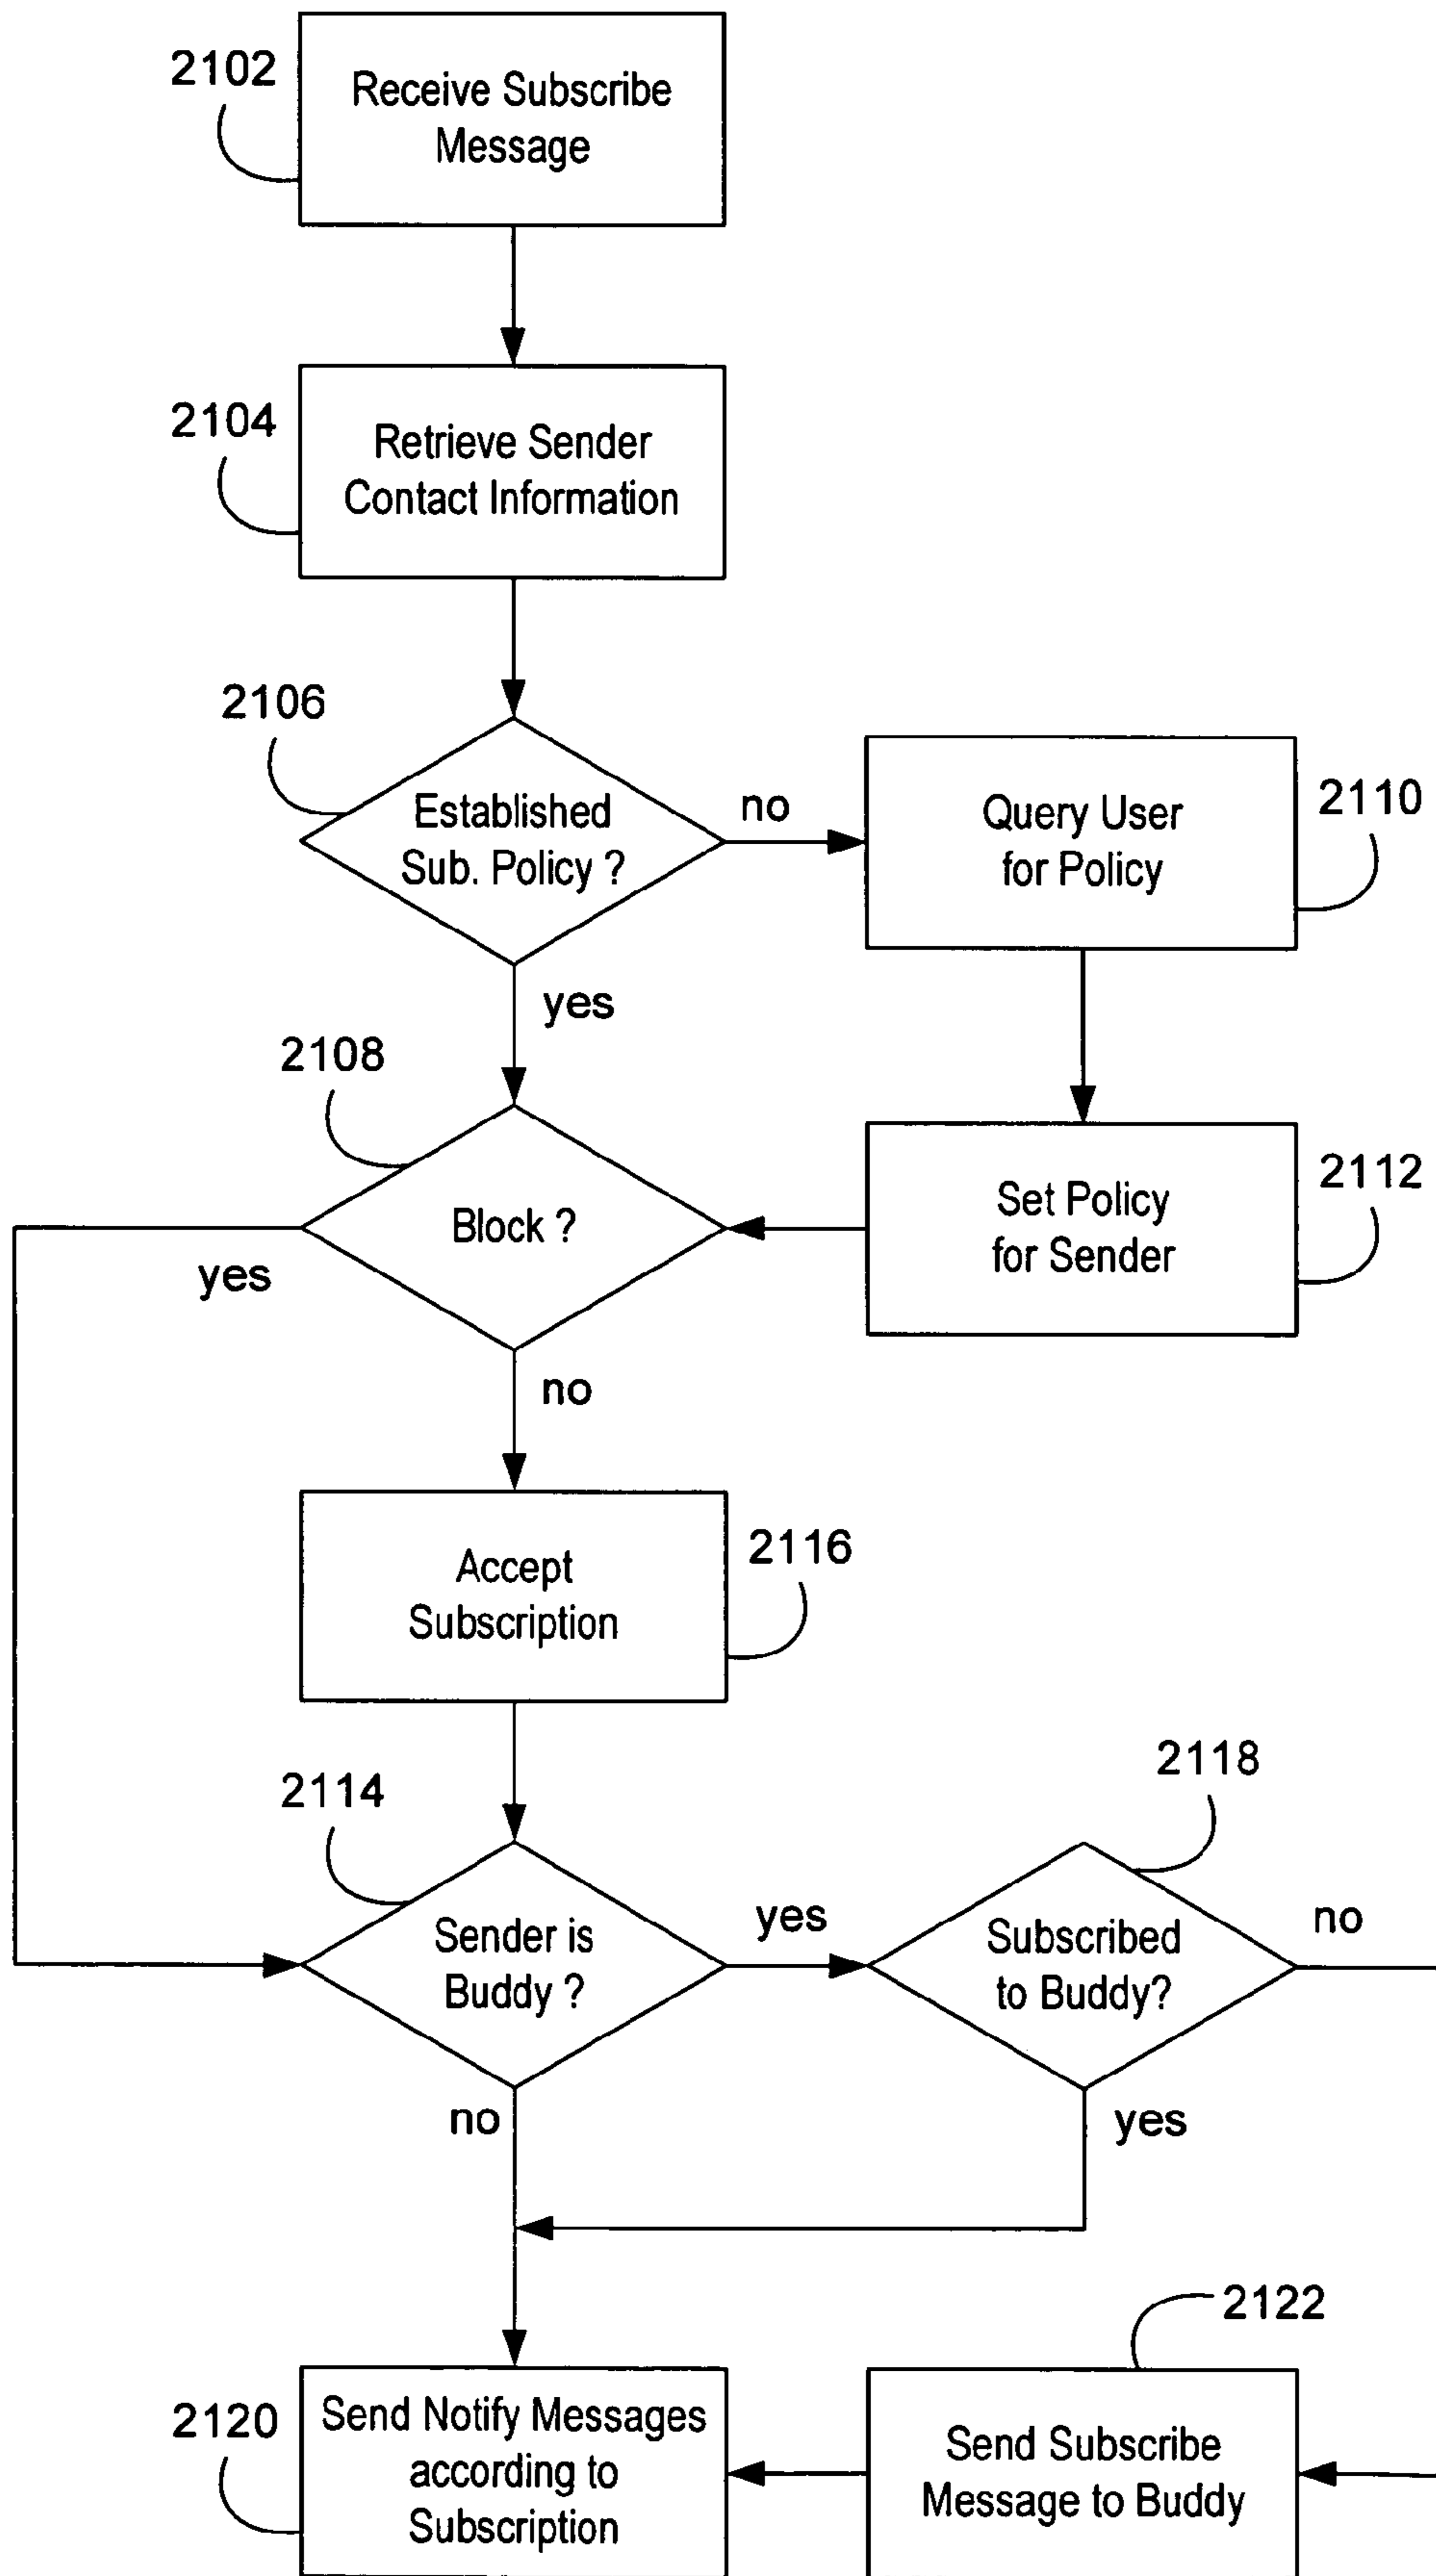 2102
Receive Subscribe
Message
2104
Retrieve Sender
Contact Information
2106
Established
Sub. Policy ?
no
Query User
for Policy
2110
yes
2108
Block ?
yes
Set Policy
for Sender
2112
no
Accept
Subscription
2116
2114
Sender is
Buddy ?
yes
2118
Subscribed
to Buddy?
no
no
yes
2120
Send Notify Messages
according to
Subscription
2122
Send Subscribe
Message to Buddy